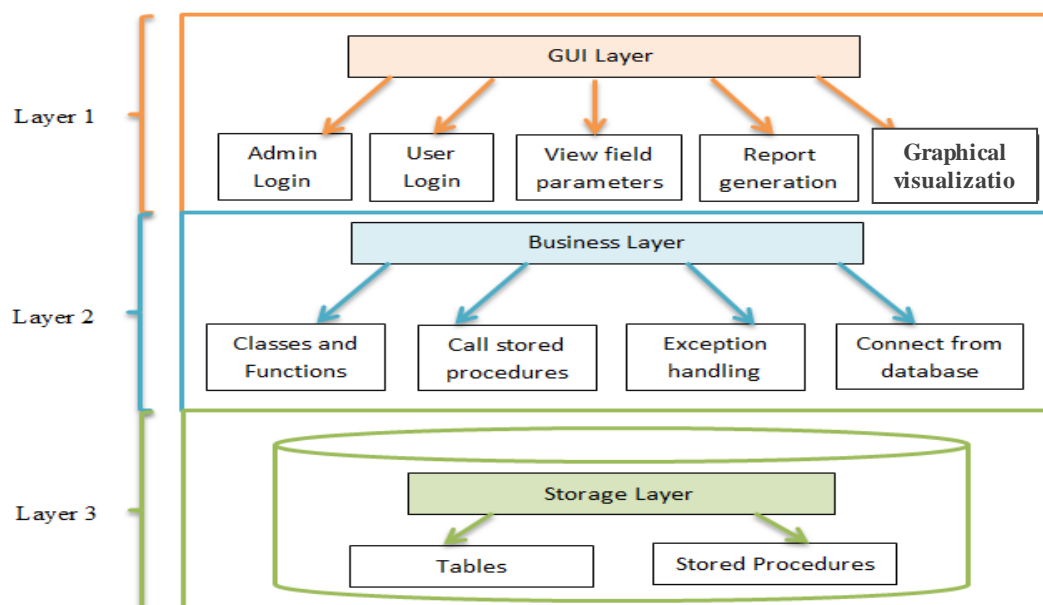 GUI Layer
Layer 1
Admin
Login
User
Login
View field
parameters
Report
generation
Graphical
visualizatio
Business Layer
Layer 2
Classes and
Functions
Call stored
procedures
Exception
handling
Connect from
database
Storage Layer
Layer 3
Tables
Stored Procedures